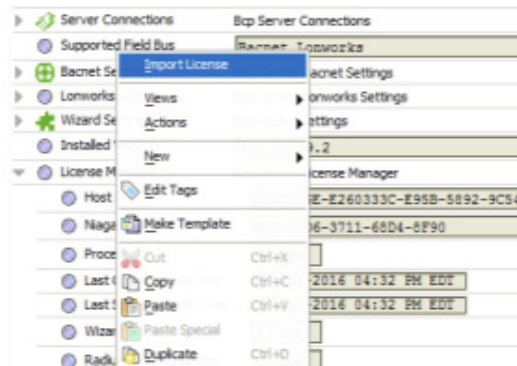 Server Connections Bcp Server Connections
Supported Field Bus Bacnet Lonworks
Import License
Bacnet Se acnet Settings
Lonworks onworks Settings
Views
Wizard Se ettings
Actions
Installed 9.2
New
License M icense Manager
Edit Tags
Host GE-E260333C-E95B-5892-9C54
Make Template
Niaga 06-3711-68D4-8F90
Proce
Cut Ctrl+X
Last -2016 04:32 PM EDT
Copy Ctrl+C
Last -2016 04:32 PM EDT
Paste Ctrl+V
Wizar
Paste Special
Radiu
Duplicate Ctrl+D